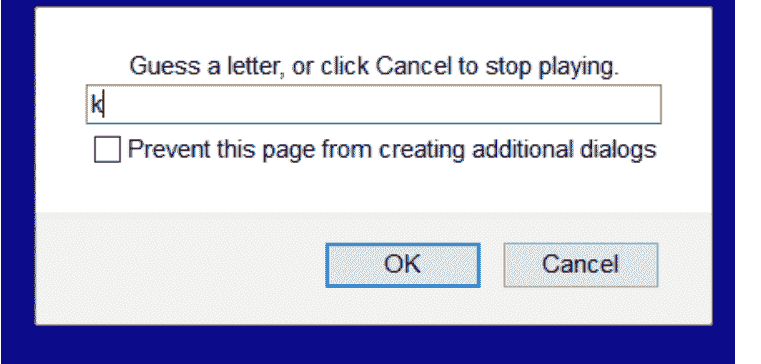 Guess a letter, or click Cancel to stop playing.
k
Prevent this page from creating additional dialogs
OK Cancel